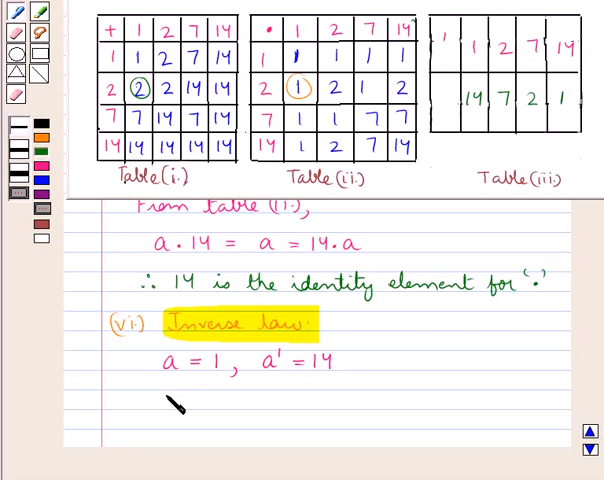 + 1 2 7 14
1 1 2 7 14
2 2 2 14 14
7 7 14 7 14
14 14 14 14 14
Table (i.)
• 1 2 7 14
1 1 1 1 1
2 1 2 1 2
7 1 1 7 7
14 1 2 7 14
Table (ii.)
' 1 2 7 14
14 7 2 1
Table (iii)
From table (ii.),
a · 14 = a = 14 · a
∴ 14 is the identity element for '·'
(vi.) Inverse law:
a = 1, a' = 14